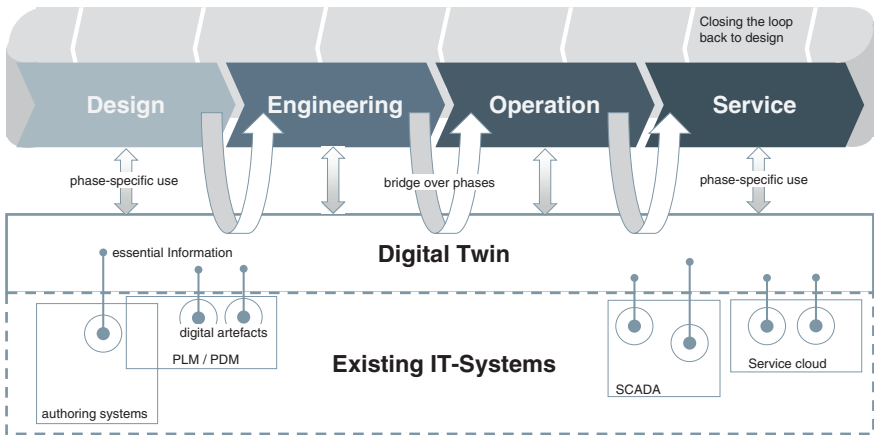 Closing the loop
back to design
Design
Engineering
Operation
Service
phase-specific use
bridge over phases
phase-specific use
essential Information
Digital Twin
digital artefacts
PLM / PDM
authoring systems
Existing IT-Systems
SCADA
Service cloud